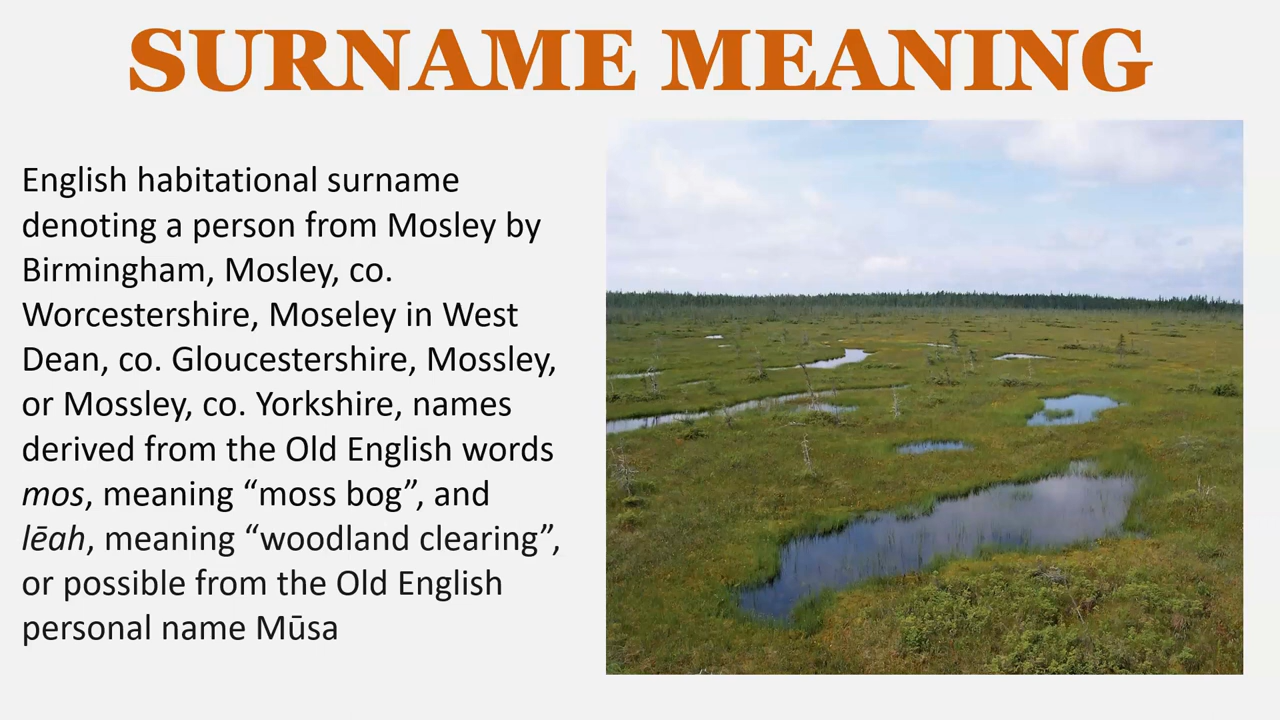 SURNAME MEANING
English habitational surname
denoting a person from Mosley by
Birmingham, Mosley, co.
Worcestershire, Moseley in West
Dean, co. Gloucestershire, Mossley,
or Mossley, co. Yorkshire, names
derived from the Old English words
mos, meaning “moss bog”, and
lēah, meaning “woodland clearing”,
or possible from the Old English
personal name Mūsa